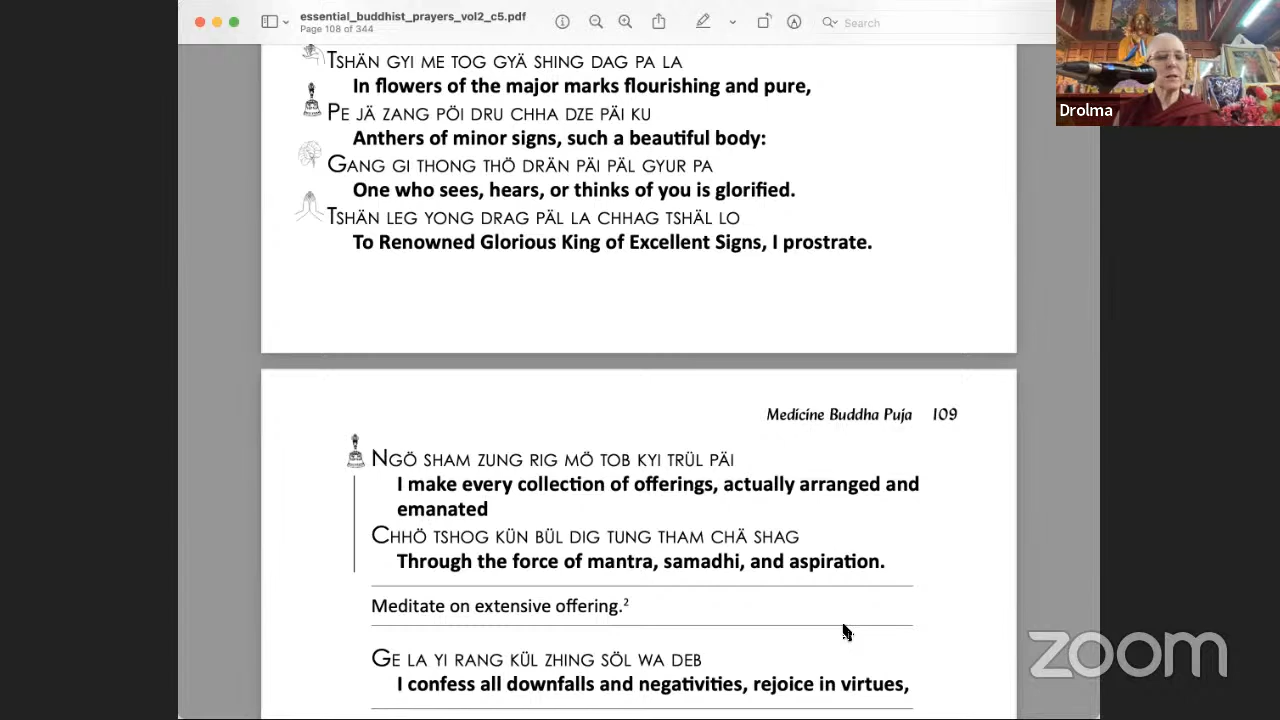 essential_buddhist_prayers_vol2_c5.pdf
Page 108 of 344
Search
Drolma
TSHÄN GYI ME TOG GYÄ SHING DAG PA LA
In flowers of the major marks flourishing and pure,
PE JÄ ZANG PÖI DRU CHHA DZE PÄI KU
Anthers of minor signs, such a beautiful body:
GANG GI THONG THÖ DRÄN PÄI PÄL GYUR PA
One who sees, hears, or thinks of you is glorified.
TSHÄN LEG YONG DRAG PÄL LA CHHAG TSHÄL LO
To Renowned Glorious King of Excellent Signs, I prostrate.
Medicine Buddha Puja 109
NGÖ SHAM ZUNG RIG MÖ TOB KYI TRÜL PÄI
I make every collection of offerings, actually arranged and
emanated
CHHÖ TSHOG KÜN BÜL DIG TUNG THAM CHÄ SHAG
Through the force of mantra, samadhi, and aspiration.
Meditate on extensive offering.²
GE LA YI RANG KÜL ZHING SÖL WA DEB
I confess all downfalls and negativities, rejoice in virtues,
zoom